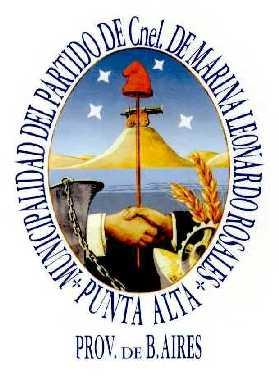 MUNICIPALIDAD DEL PARTIDO DE Cnel. DE MARINA LEONARDO ROSALES
PUNTA ALTA
PROV. DE B.AIRES